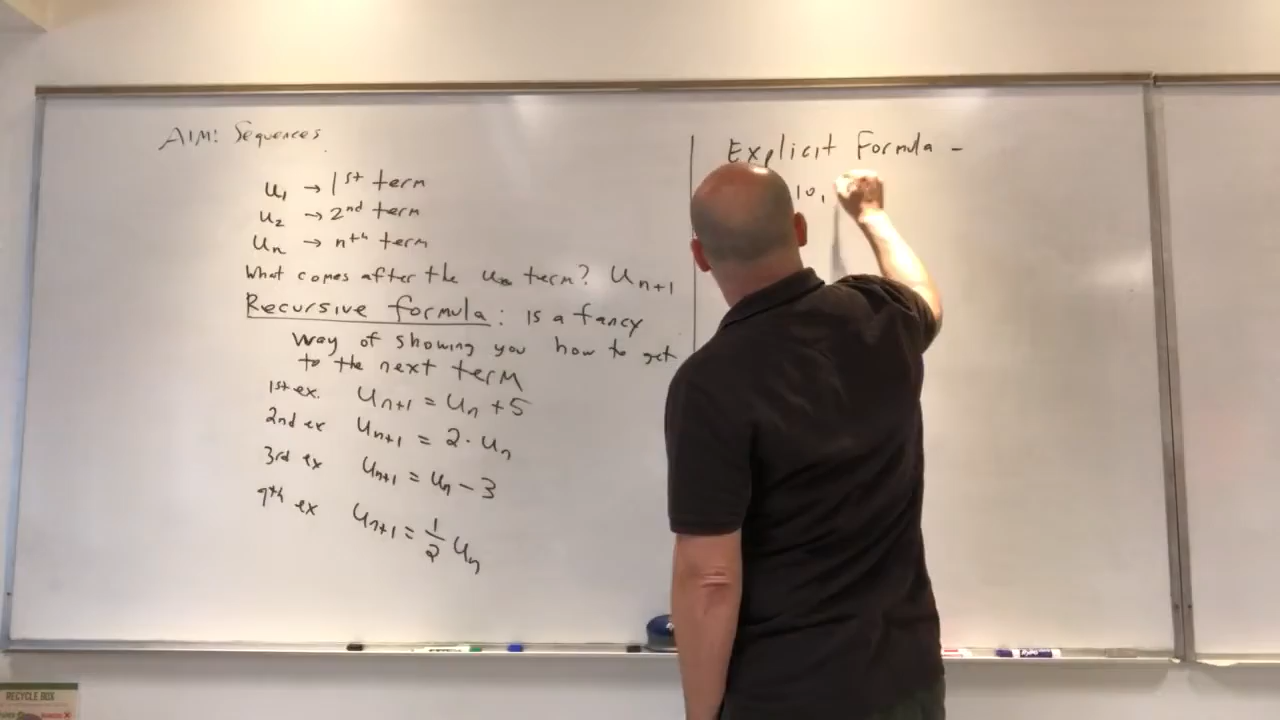 AIM: Sequences
u₁ → 1st term
u₂ → 2nd term
uₙ → nth term
What comes after the uₙ term? uₙ₊₁
Recursive formula: is a fancy
way of showing you how to get
to the next term
1st ex. uₙ₊₁ = uₙ + 5
2nd ex uₙ₊₁ = 2 · uₙ
3rd ex uₙ₊₁ = uₙ − 3
4th ex uₙ₊₁ = 1/2 uₙ
Explicit Formula –
10,
RECYCLE BOX